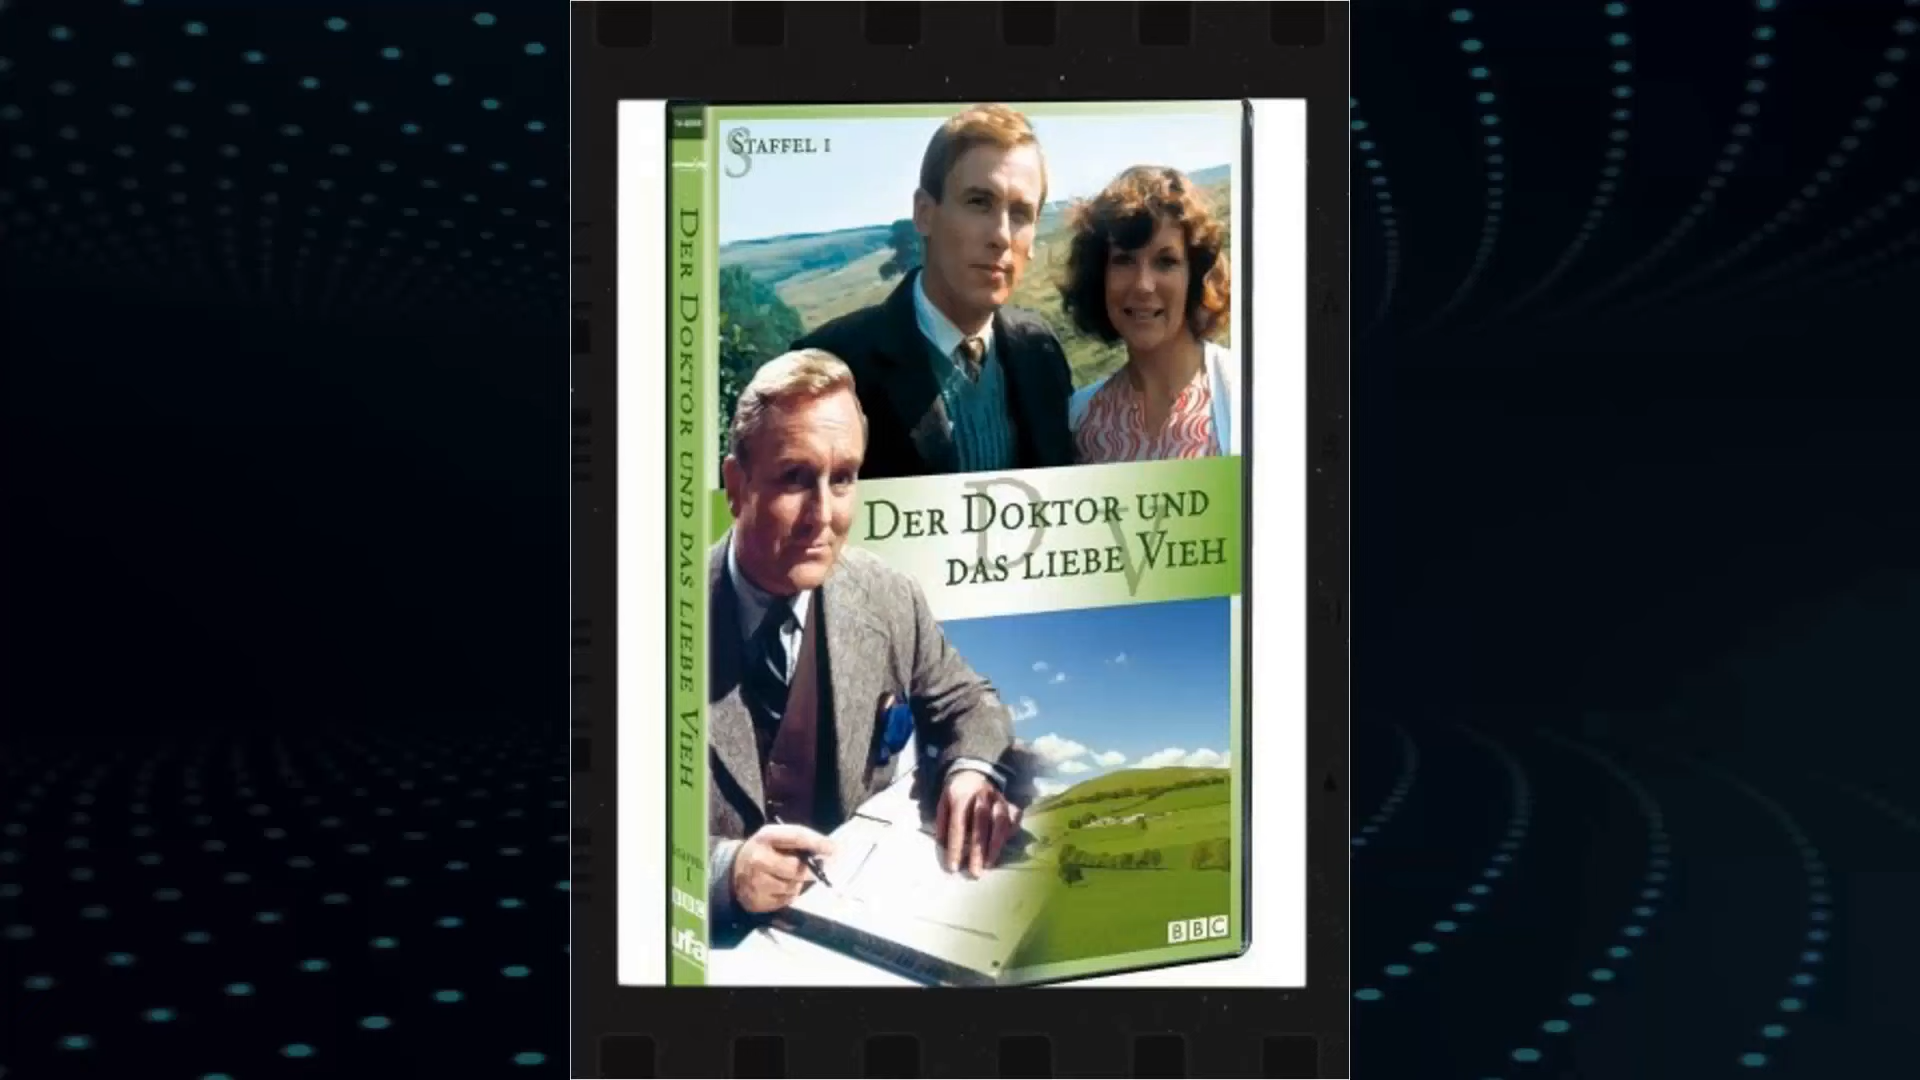 STAFFEL 1
DER DOKTOR UND
DAS LIEBE VIEH
BBC
DER DOKTOR UND DAS LIEBE VIEH
STAFFEL
1
BBC
ufa